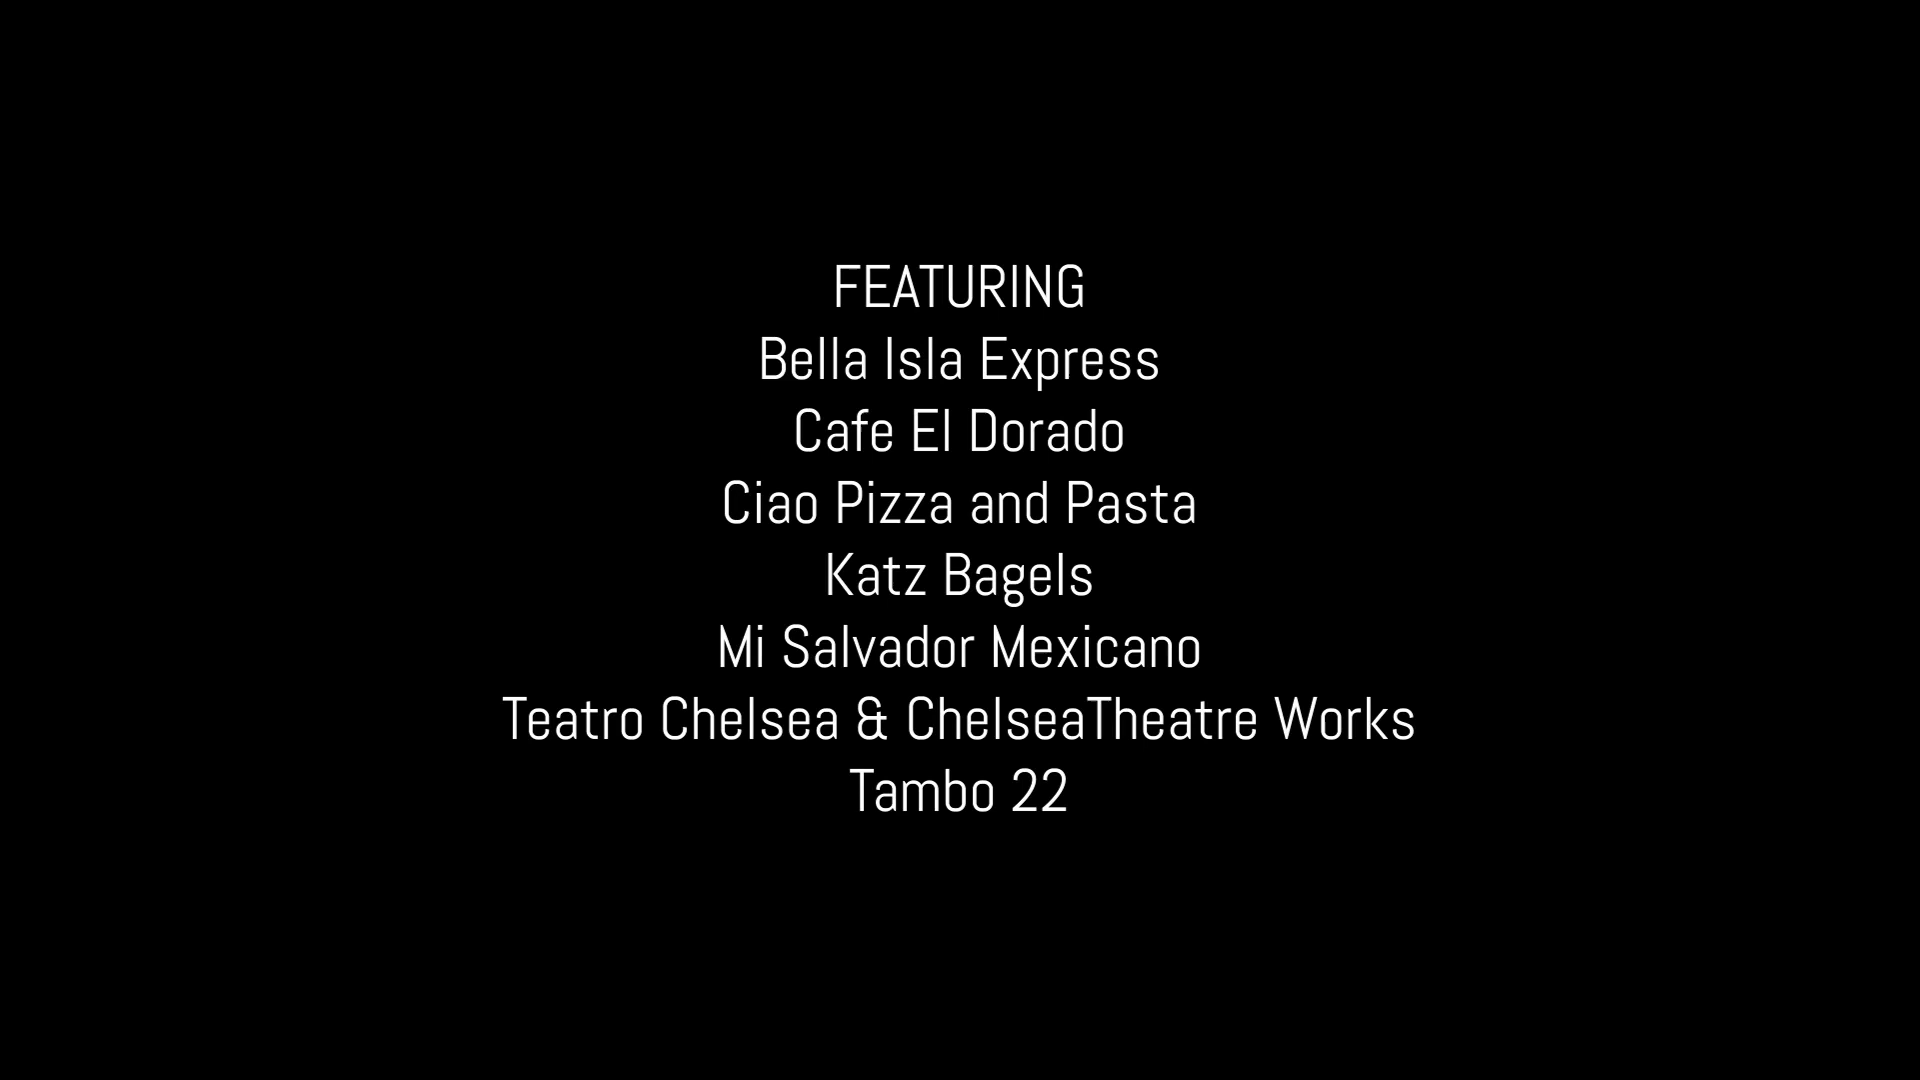 FEATURING
Bella Isla Express
Cafe El Dorado
Ciao Pizza and Pasta
Katz Bagels
Mi Salvador Mexicano
Teatro Chelsea & ChelseaTheatre Works
Tambo 22